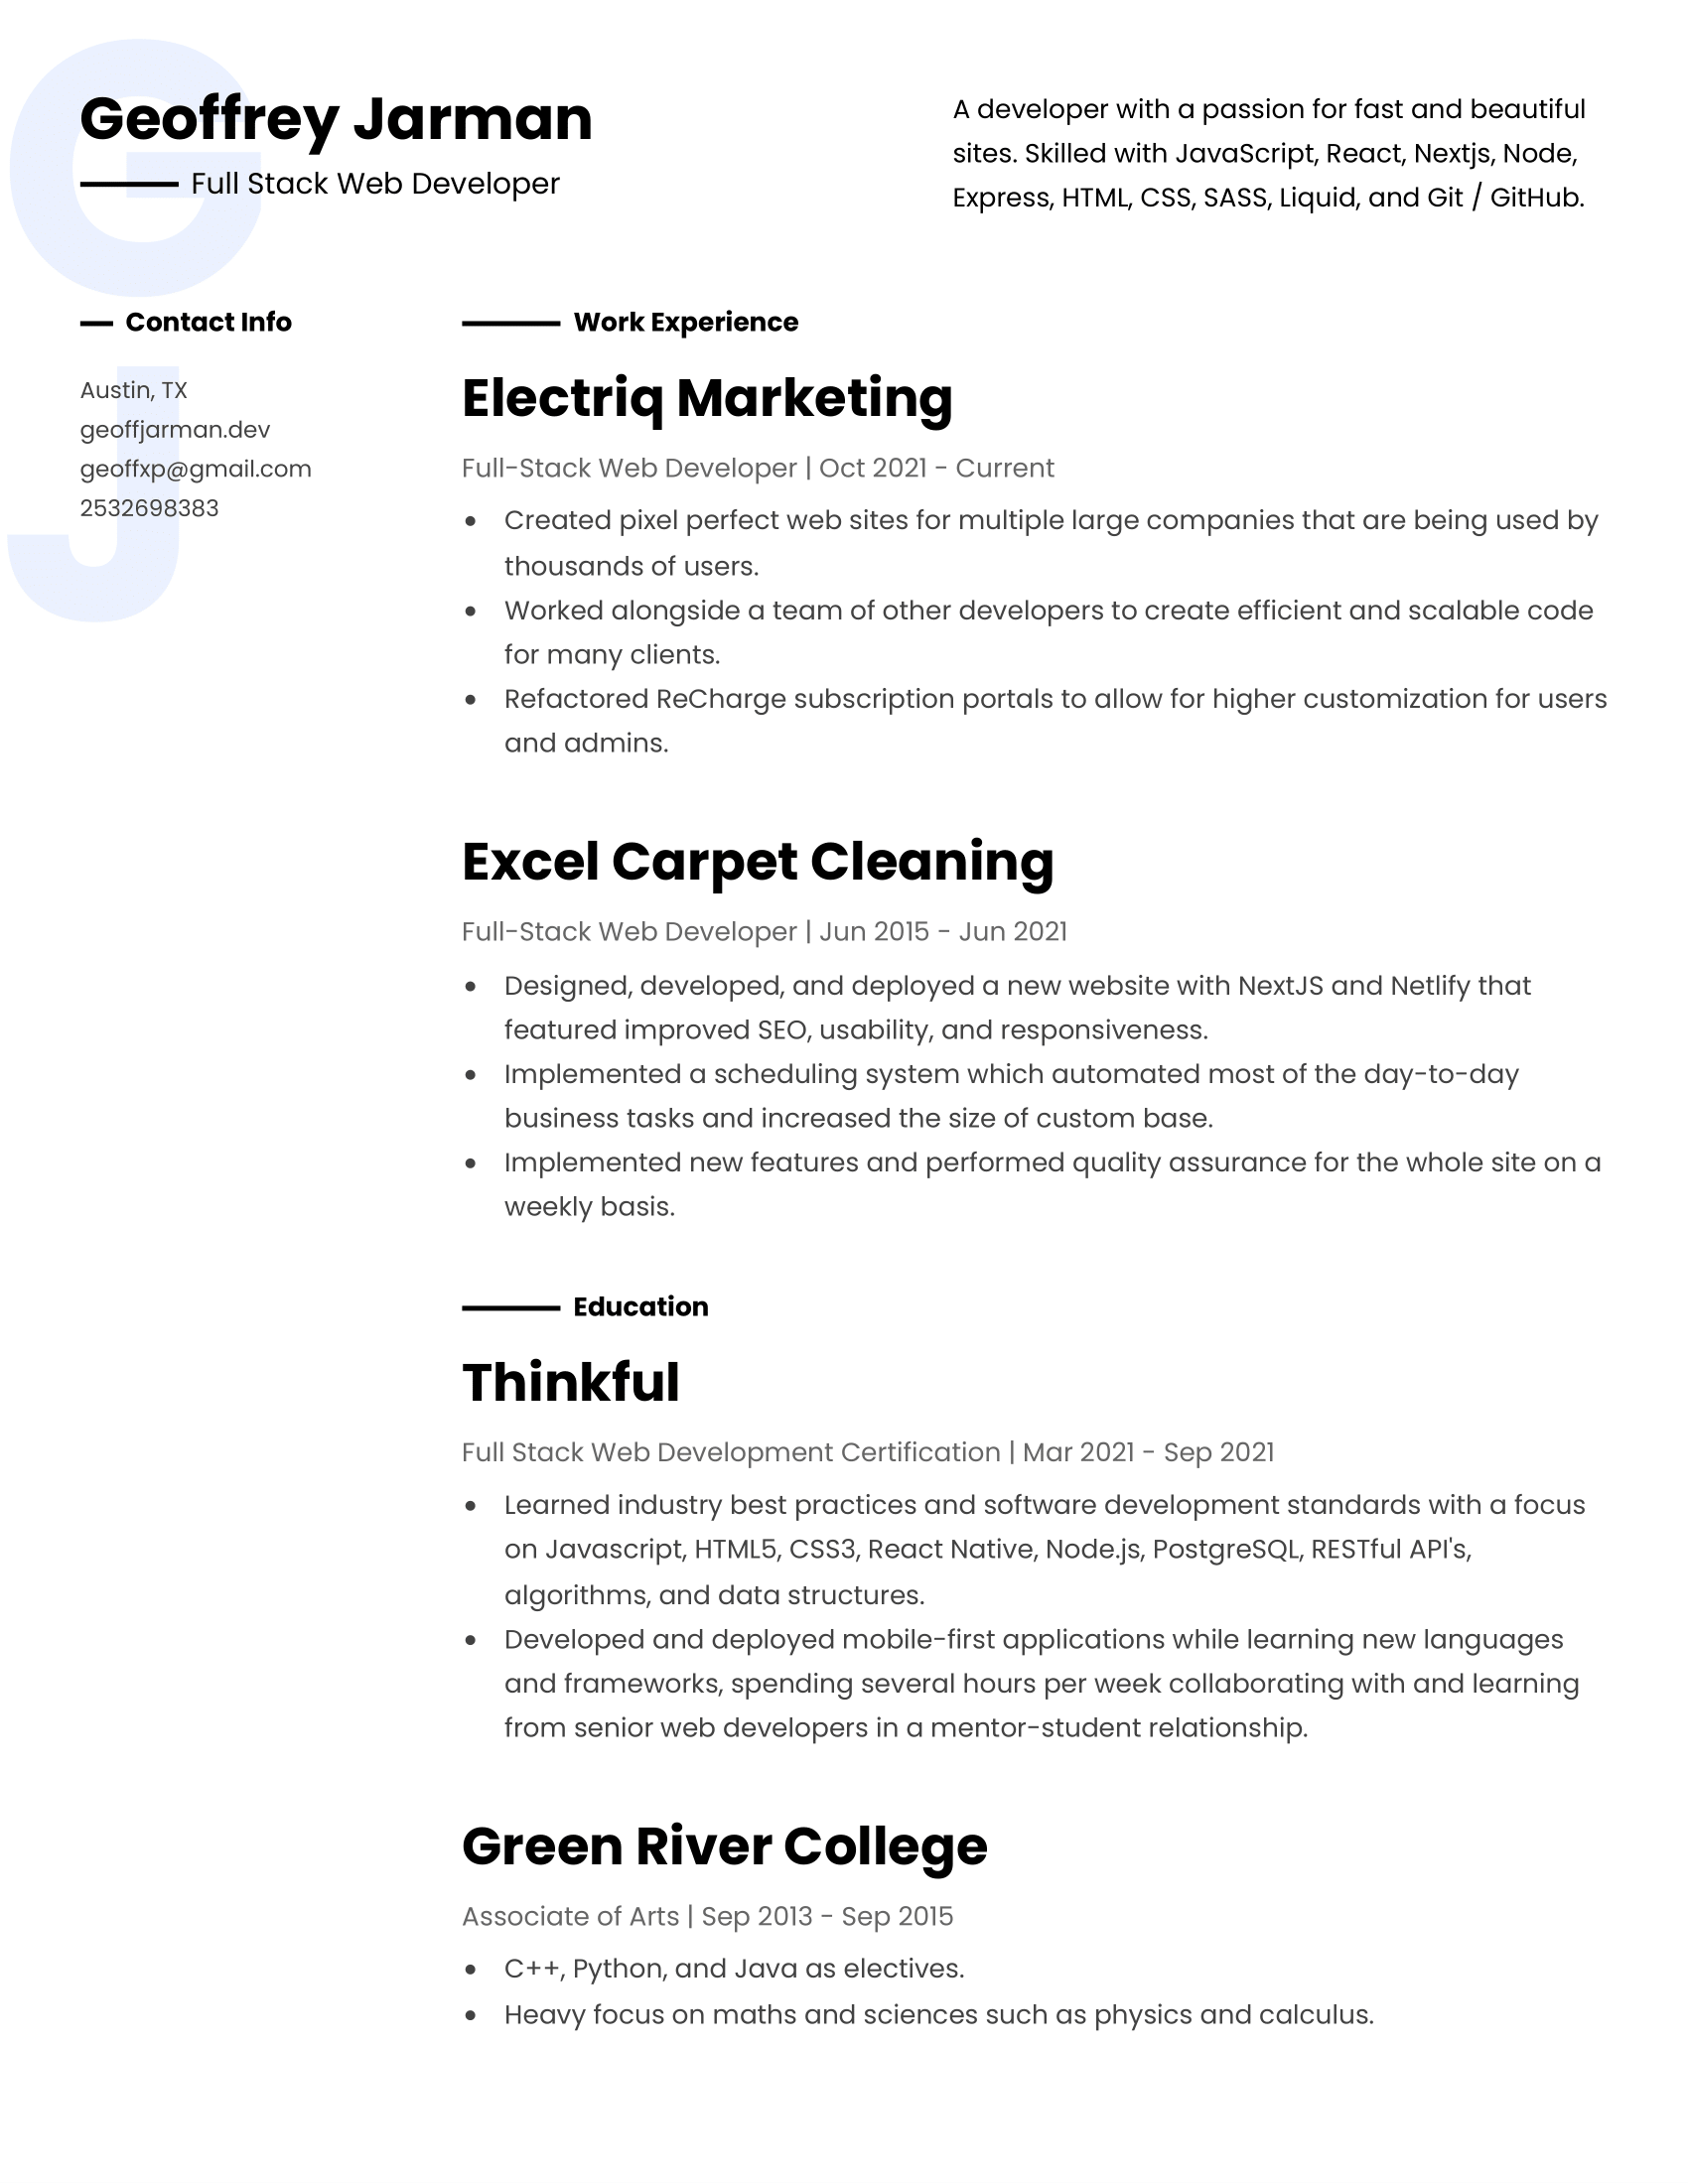 Geoffrey Jarman
Full Stack Web Developer
A developer with a passion for fast and beautiful
sites. Skilled with JavaScript, React, Nextjs, Node,
Express, HTML, CSS, SASS, Liquid, and Git / GitHub.
G
J
Contact Info
Austin, TX
geoffjarman.dev
geoffxp@gmail.com
2532698383
Work Experience
Electriq Marketing
Full-Stack Web Developer | Oct 2021 - Current
• Created pixel perfect web sites for multiple large companies that are being used by
thousands of users.
• Worked alongside a team of other developers to create efficient and scalable code
for many clients.
• Refactored ReCharge subscription portals to allow for higher customization for users
and admins.
Excel Carpet Cleaning
Full-Stack Web Developer | Jun 2015 - Jun 2021
• Designed, developed, and deployed a new website with NextJS and Netlify that
featured improved SEO, usability, and responsiveness.
• Implemented a scheduling system which automated most of the day-to-day
business tasks and increased the size of custom base.
• Implemented new features and performed quality assurance for the whole site on a
weekly basis.
Education
Thinkful
Full Stack Web Development Certification | Mar 2021 - Sep 2021
• Learned industry best practices and software development standards with a focus
on Javascript, HTML5, CSS3, React Native, Node.js, PostgreSQL, RESTful API's,
algorithms, and data structures.
• Developed and deployed mobile-first applications while learning new languages
and frameworks, spending several hours per week collaborating with and learning
from senior web developers in a mentor-student relationship.
Green River College
Associate of Arts | Sep 2013 - Sep 2015
• C++, Python, and Java as electives.
• Heavy focus on maths and sciences such as physics and calculus.